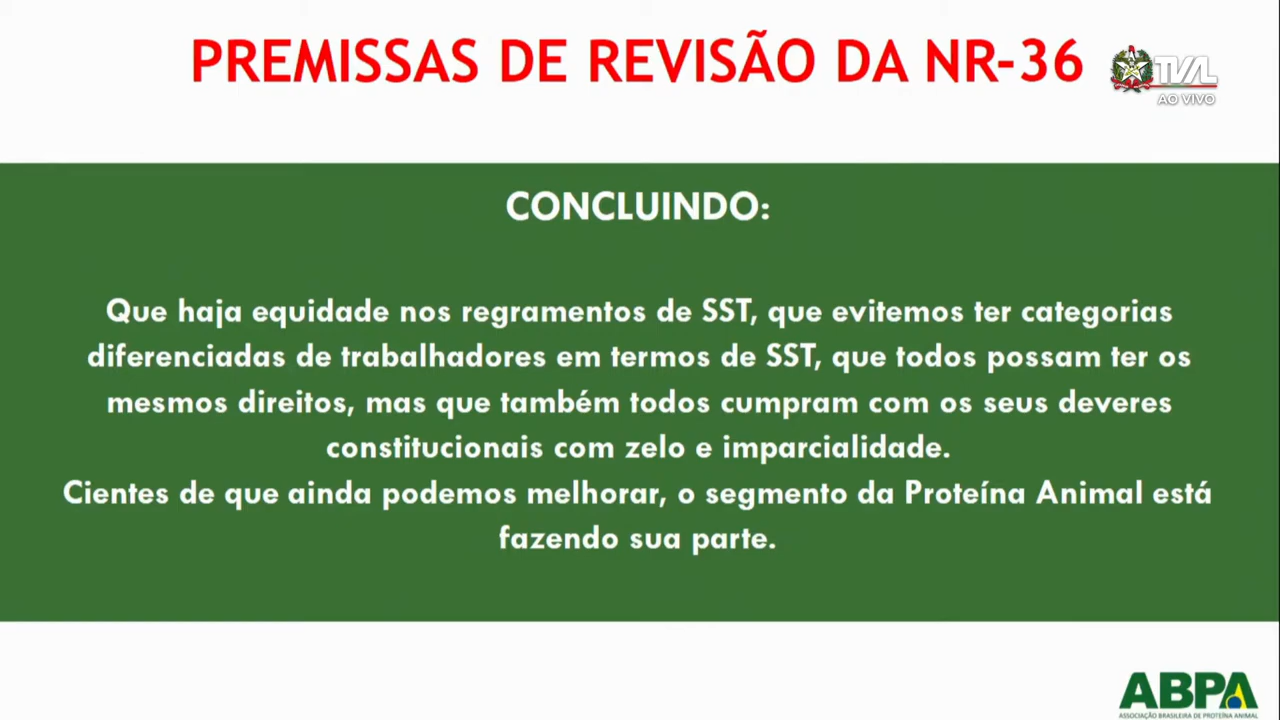 PREMISSAS DE REVISÃO DA NR-36
TVAL
AO VIVO
CONCLUINDO:
Que haja equidade nos regramentos de SST, que evitemos ter categorias
diferenciadas de trabalhadores em termos de SST, que todos possam ter os
mesmos direitos, mas que também todos cumpram com os seus deveres
constitucionais com zelo e imparcialidade.
Cientes de que ainda podemos melhorar, o segmento da Proteína Animal está
fazendo sua parte.
ABPA
ASSOCIAÇÃO BRASILEIRA DE PROTEÍNA ANIMAL